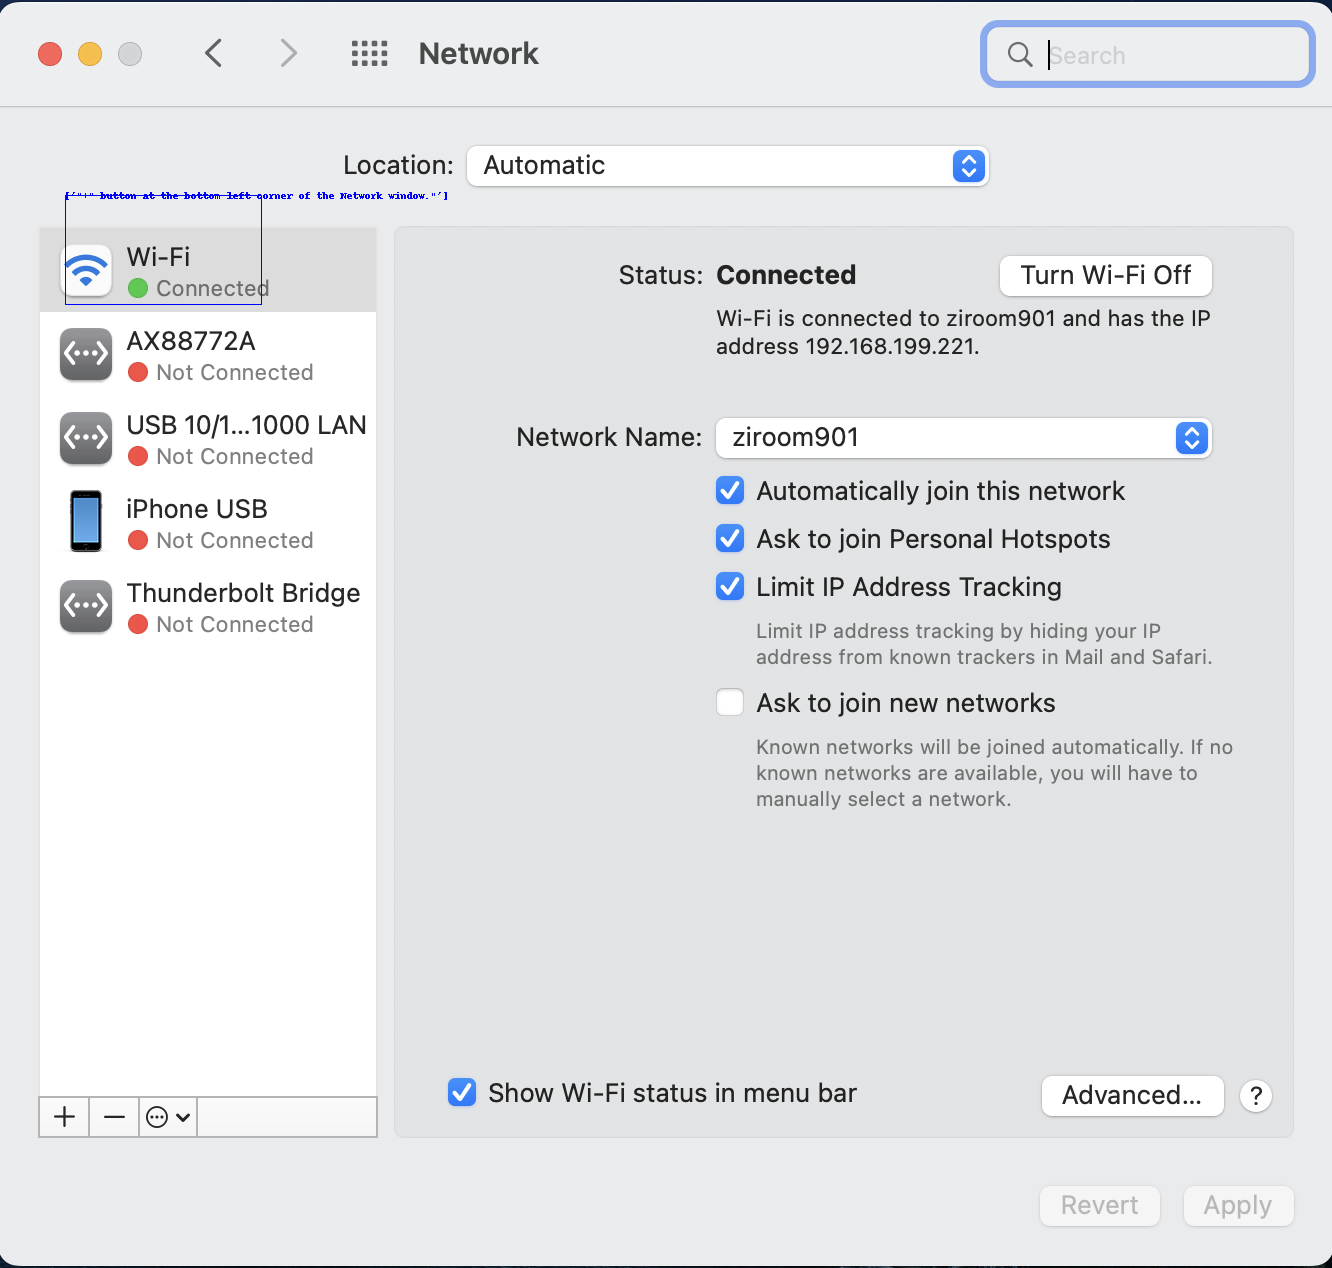 Network
Search
Location: Automatic
['"+" button at the bottom left corner of the Network window."']
Wi-Fi
Connected
AX88772A
Not Connected
USB 10/1...1000 LAN
Not Connected
iPhone USB
Not Connected
Thunderbolt Bridge
Not Connected
Status: Connected
Turn Wi-Fi Off
Wi-Fi is connected to ziroom901 and has the IP
address 192.168.199.221.
Network Name: ziroom901
Automatically join this network
Ask to join Personal Hotspots
Limit IP Address Tracking
Limit IP address tracking by hiding your IP
address from known trackers in Mail and Safari.
Ask to join new networks
Known networks will be joined automatically. If no
known networks are available, you will have to
manually select a network.
Show Wi-Fi status in menu bar
Advanced...
?
Revert
Apply